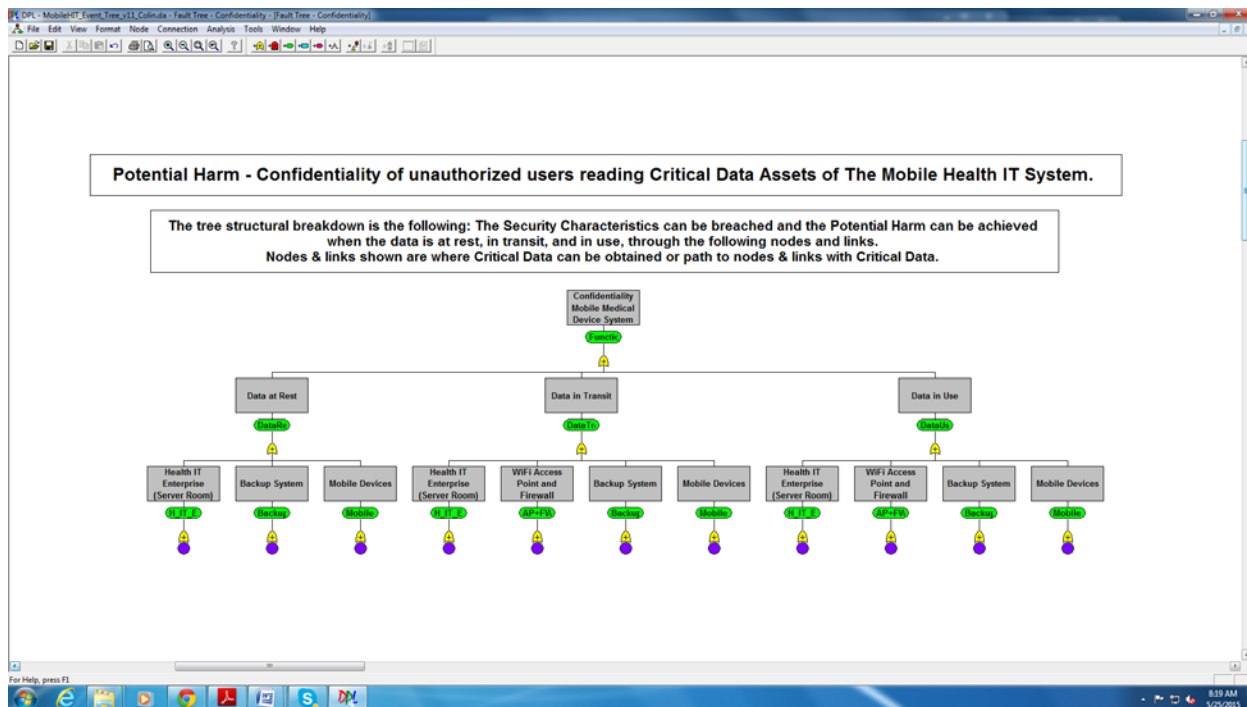 DPL - MobileHIT_Event_Tree_v11_Colin.da - Fault Tree - Confidentiality - [Fault Tree - Confidentiality]
File Edit View Format Node Connection Analysis Tools Window Help
Potential Harm - Confidentiality of unauthorized users reading Critical Data Assets of The Mobile Health IT System.
The tree structural breakdown is the following: The Security Characteristics can be breached and the Potential Harm can be achieved
when the data is at rest, in transit, and in use, through the following nodes and links.
Nodes & links shown are where Critical Data can be obtained or path to nodes & links with Critical Data.
Confidentiality
Mobile Medical
Device System
Functic
Data at Rest
Data in Transit
Data in Use
DataRe
DataTr
DataUs
Health IT
Enterprise
(Server Room)
Backup System
Mobile Devices
Health IT
Enterprise
(Server Room)
WiFi Access
Point and
Firewall
Backup System
Mobile Devices
Health IT
Enterprise
(Server Room)
WiFi Access
Point and
Firewall
Backup System
Mobile Devices
H_IT_E
Backup
Mobile
H_IT_E
AP+FW
Backup
Mobile
H_IT_E
AP+FW
Backup
Mobile
For Help, press F1
8:19 AM
5/25/2015